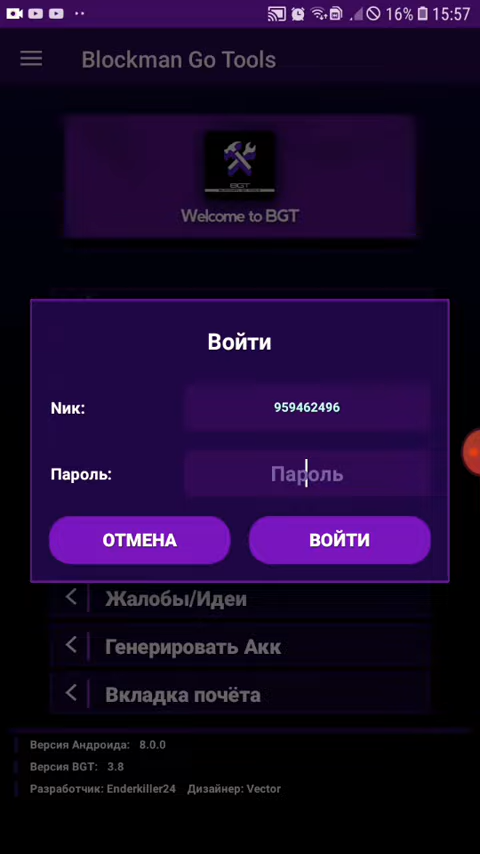 16% 15:57
Blockman Go Tools
BGT
Welcome to BGT
Войти
Nик: 959462496
Пароль: Пароль
ОТМЕНА ВОЙТИ
Жалобы/Идеи
Генерировать Акк
Вкладка почёта
Версия Андроида: 8.0.0
Версия BGT: 3.8
Разработчик: Enderkiller24 Дизайнер: Vector